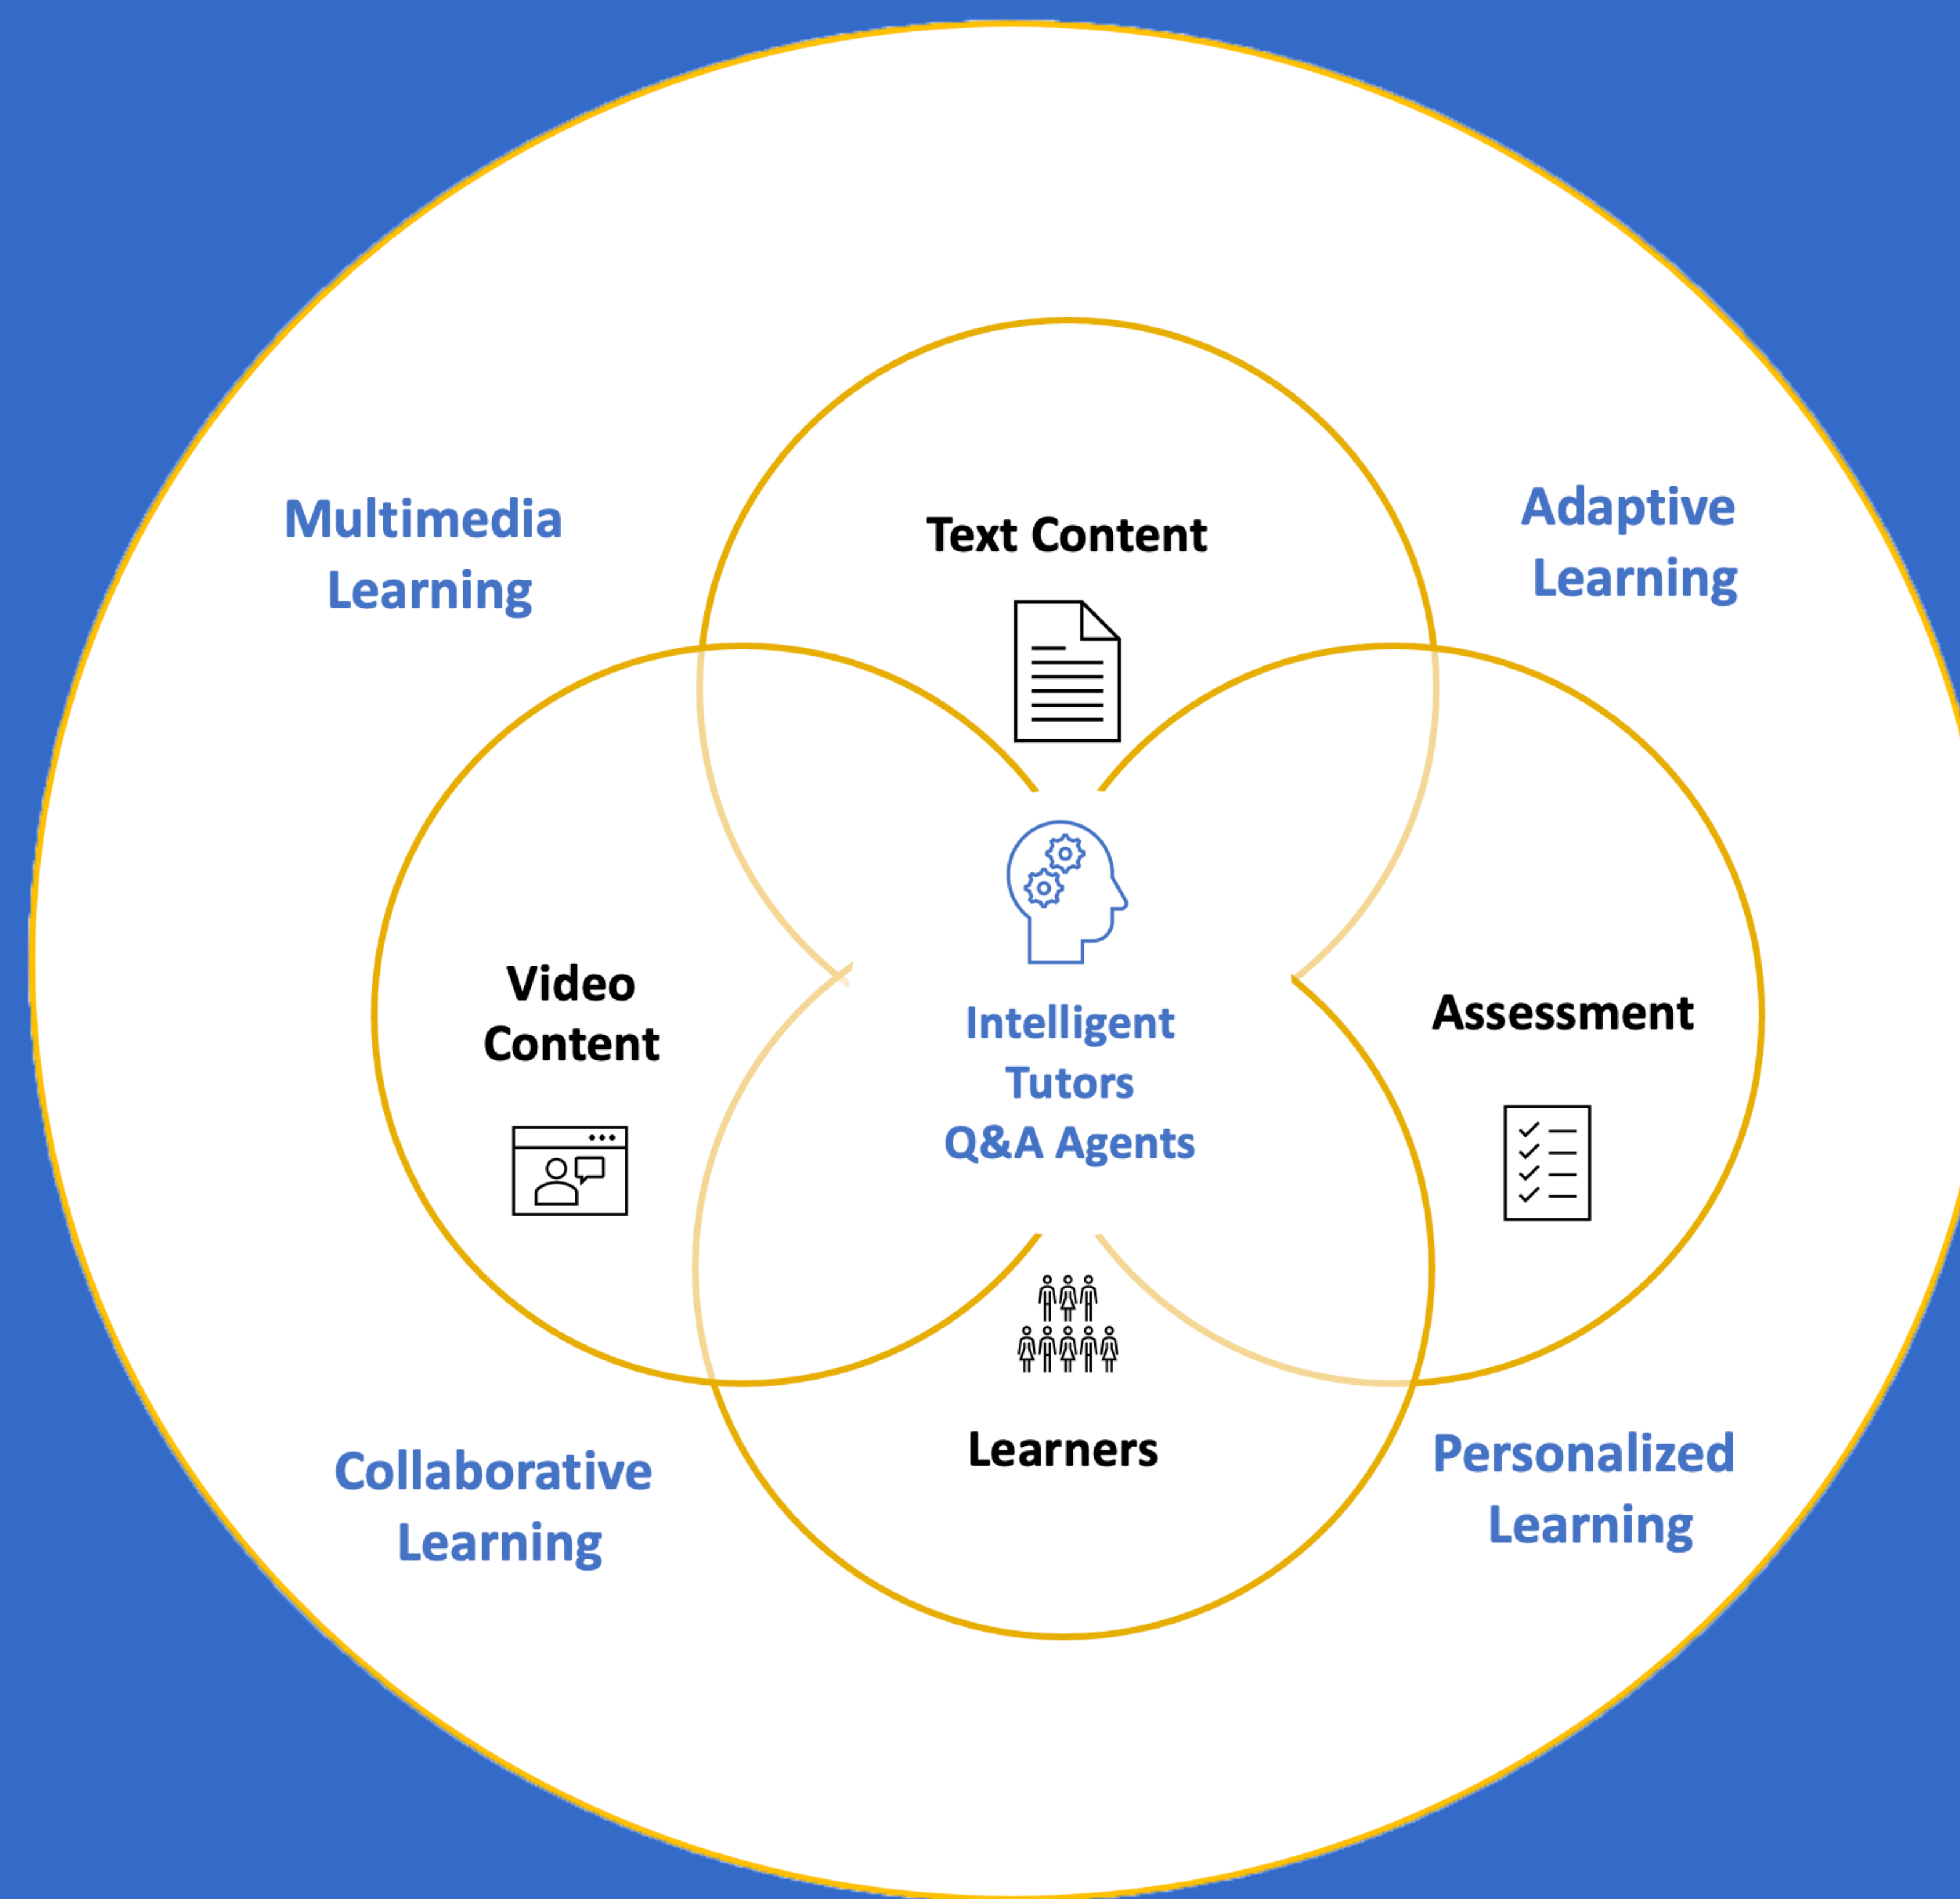 Multimedia
Learning
Adaptive
Learning
Text Content
Video
Content
Intelligent
Tutors
Q&A Agents
Assessment
Learners
Collaborative
Learning
Personalized
Learning